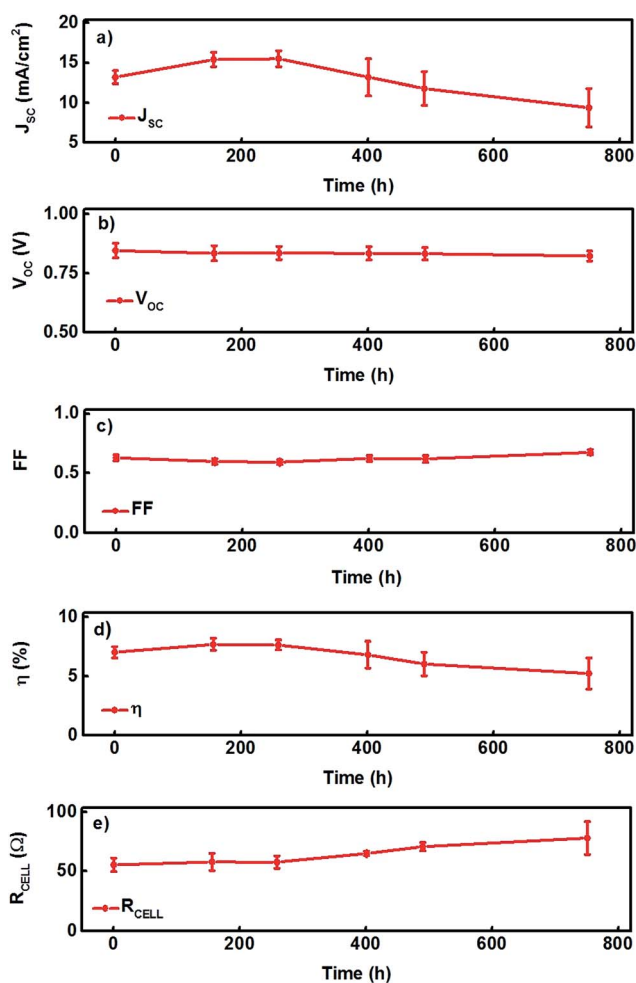 a)
20
15
10
5
J_SC (mA/cm²)
J_SC
0 200 400 600 800
Time (h)
b)
1.00
0.75
0.50
V_OC (V)
V_OC
0 200 400 600 800
Time (h)
c)
1.0
0.5
0.0
FF
FF
0 200 400 600 800
Time (h)
d)
10
5
0
η (%)
η
0 200 400 600 800
Time (h)
e)
100
50
0
R_CELL (Ω)
R_CELL
0 200 400 600 800
Time (h)